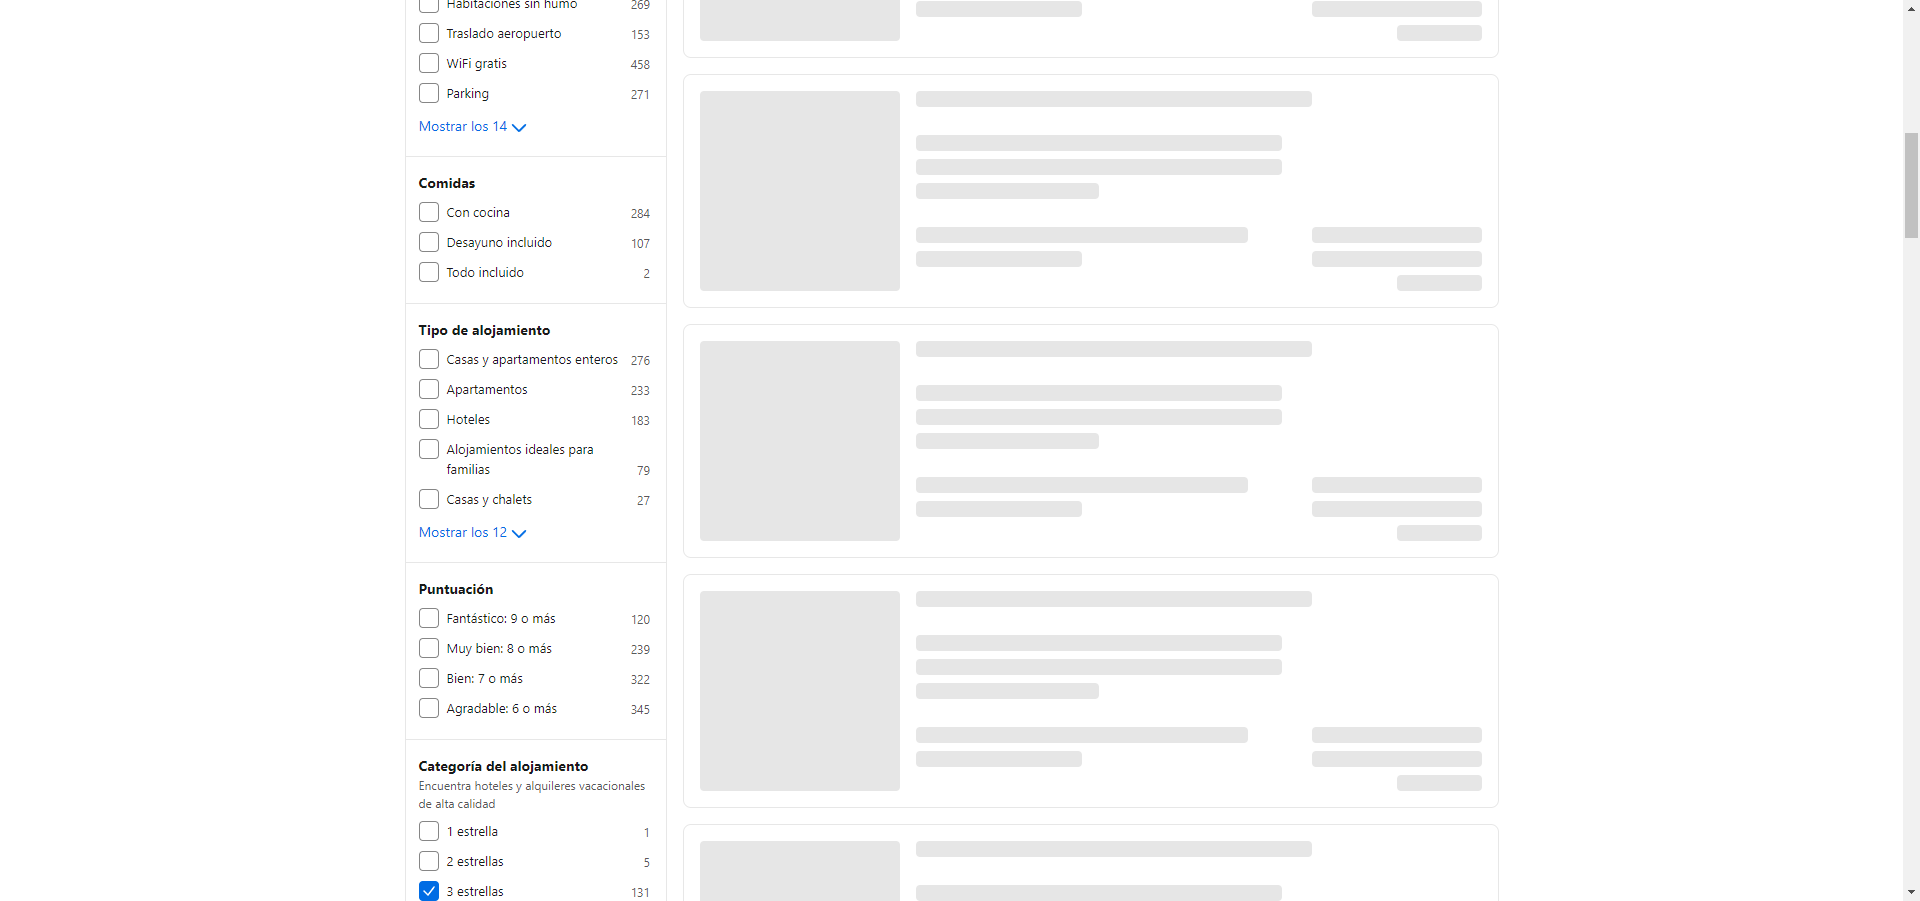 Habitaciones sin humo 269
Traslado aeropuerto 153
WiFi gratis 458
Parking 271
Mostrar los 14
Comidas
Con cocina 284
Desayuno incluido 107
Todo incluido 2
Tipo de alojamiento
Casas y apartamentos enteros 276
Apartamentos 233
Hoteles 183
Alojamientos ideales para
familias 79
Casas y chalets 27
Mostrar los 12
Puntuación
Fantástico: 9 o más 120
Muy bien: 8 o más 239
Bien: 7 o más 322
Agradable: 6 o más 345
Categoría del alojamiento
Encuentra hoteles y alquileres vacacionales
de alta calidad
1 estrella 1
2 estrellas 5
3 estrellas 131